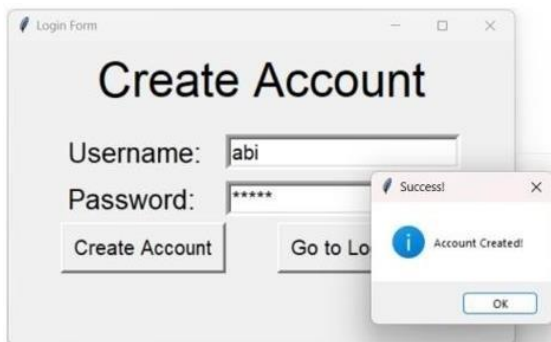 Login Form
Create Account
Username: abi
Password: *****
Create Account Go to Lo
Success!
Account Created!
OK